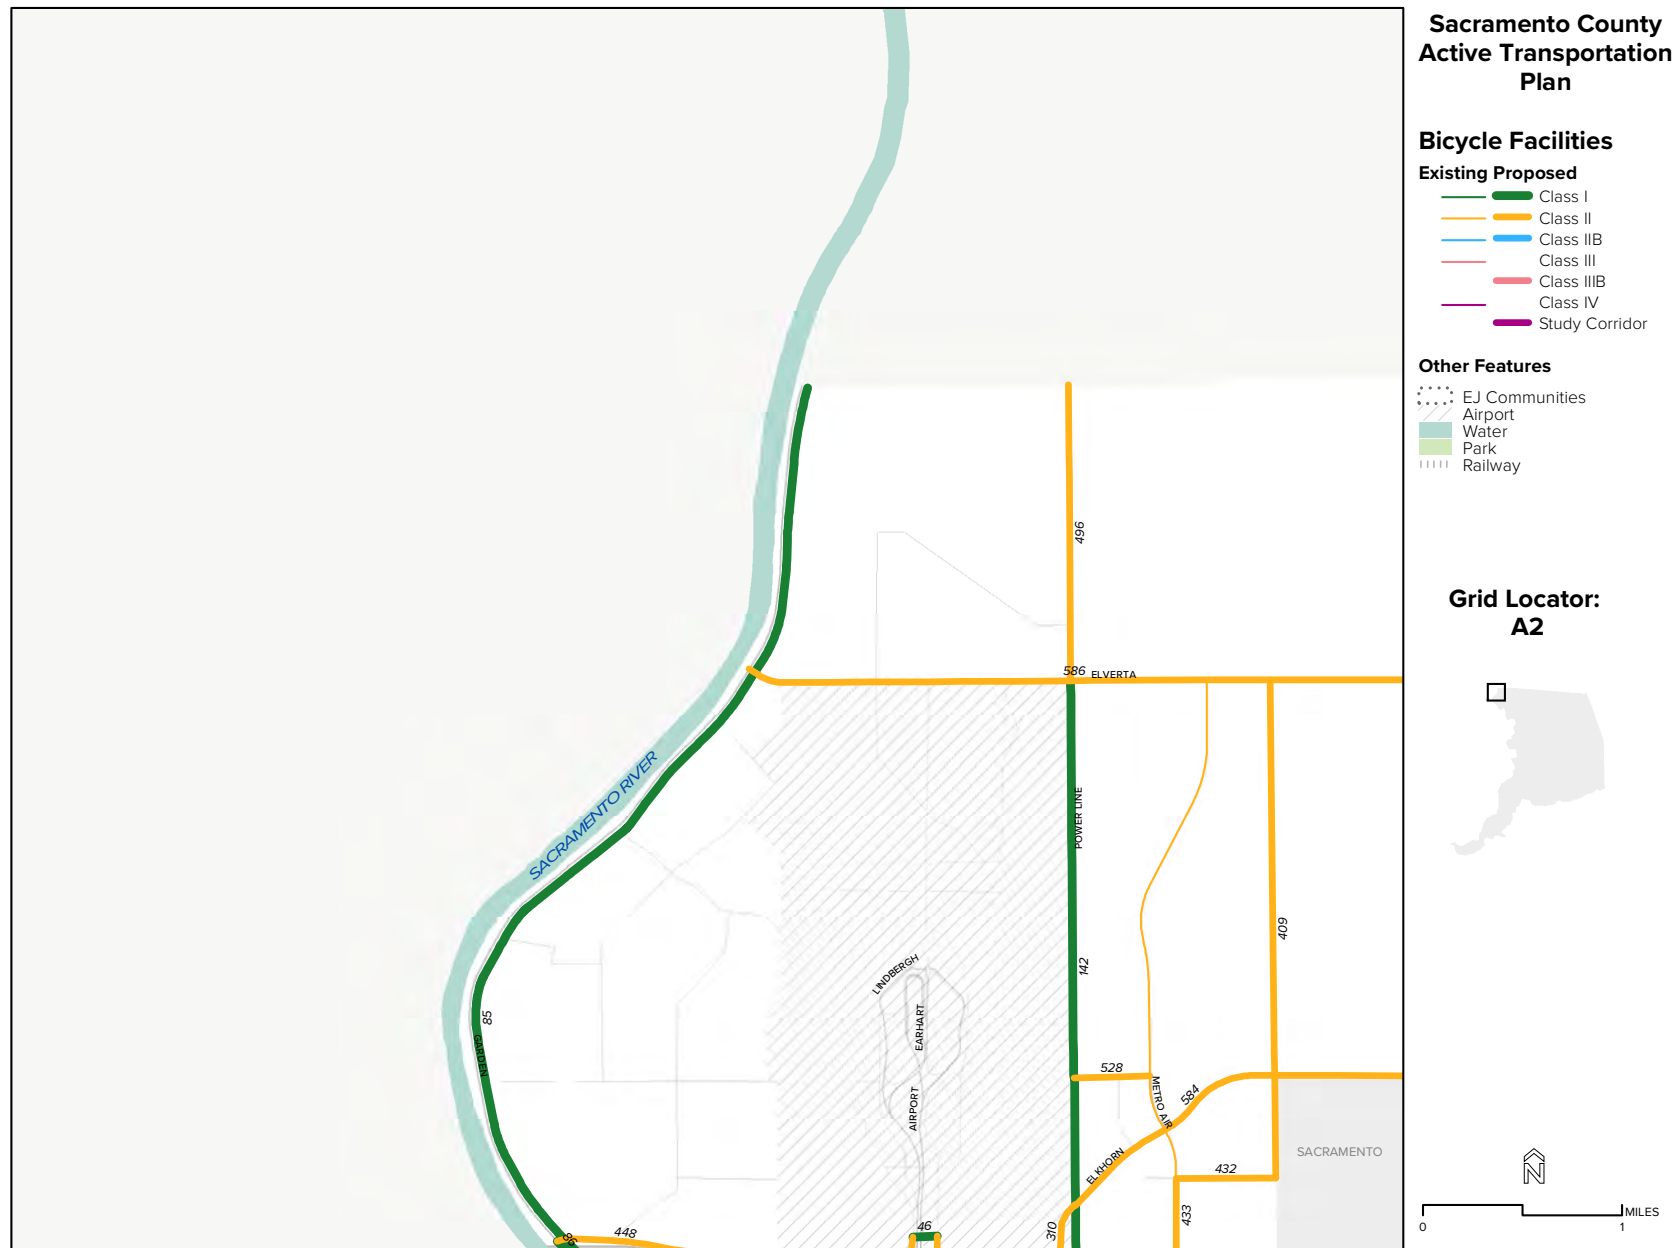 Sacramento County
Active Transportation
Plan
Bicycle Facilities
Existing Proposed
Class I
Class II
Class IIB
Class III
Class IIIB
Class IV
Study Corridor
Other Features
EJ Communities
Airport
Water
Park
Railway
Grid Locator:
A2
N
MILES
0 1
496
586 ELVERTA
SACRAMENTO RIVER
POWER LINE
409
142
LINDBERGH
EARHART
85
GARDEN
528
METRO AIR
584
AIRPORT
SACRAMENTO
ELKHORN
432
433
310
46
448
86